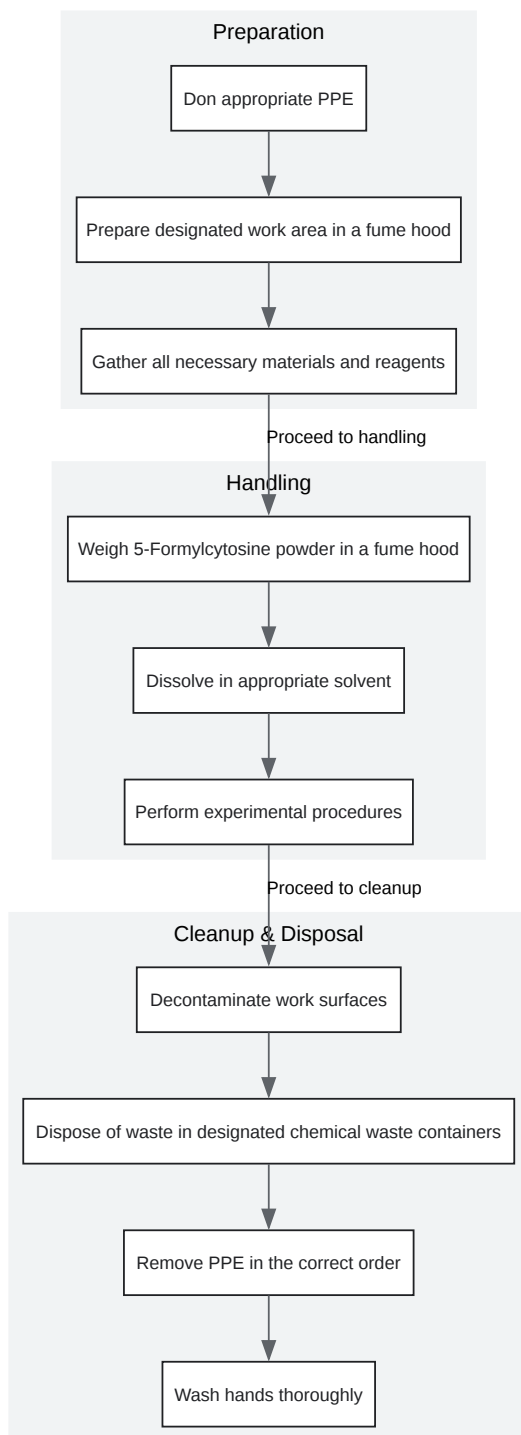 Preparation
Don appropriate PPE
Prepare designated work area in a fume hood
Gather all necessary materials and reagents
Proceed to handling
Handling
Weigh 5-Formylcytosine powder in a fume hood
Dissolve in appropriate solvent
Perform experimental procedures
Proceed to cleanup
Cleanup & Disposal
Decontaminate work surfaces
Dispose of waste in designated chemical waste containers
Remove PPE in the correct order
Wash hands thoroughly